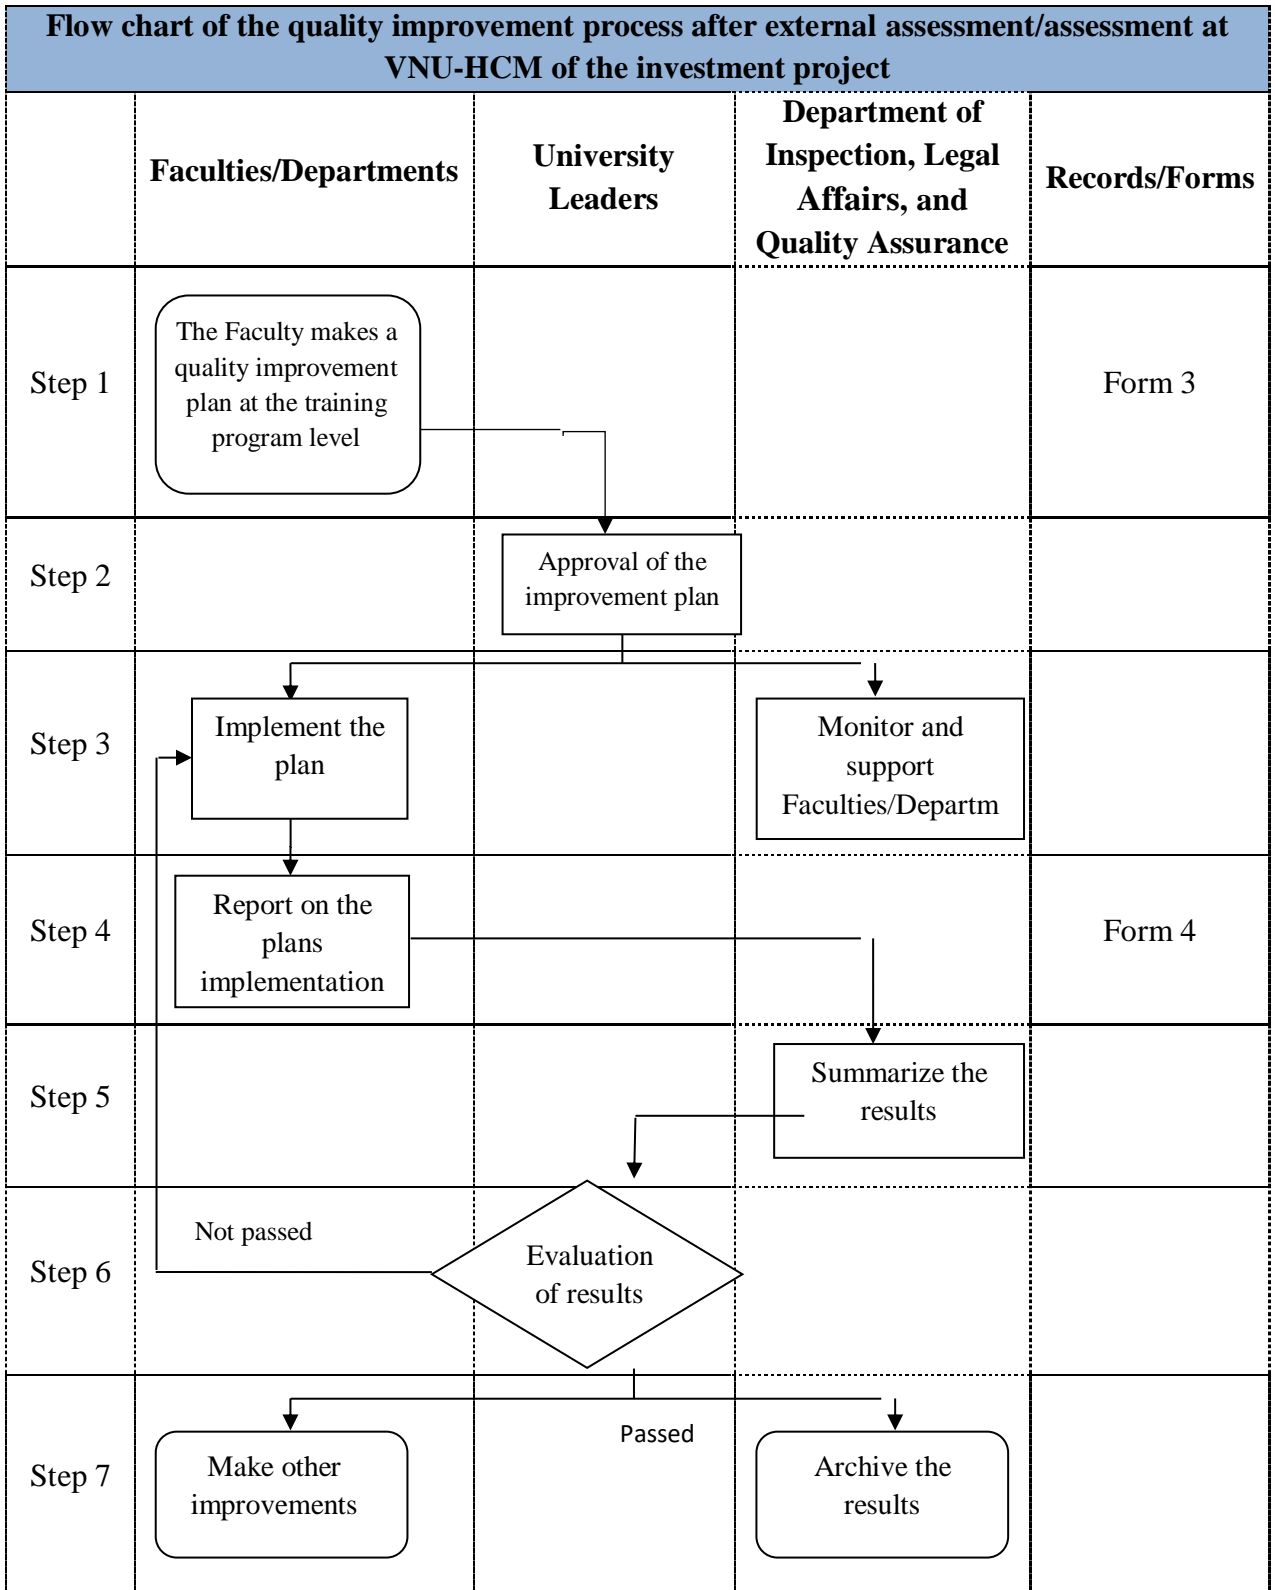 Flow chart of the quality improvement process after external assessment/assessment at
VNU-HCM of the investment project
Faculties/Departments
University
Leaders
Department of
Inspection, Legal
Affairs, and
Quality Assurance
Records/Forms
Step 1
The Faculty makes a
quality improvement
plan at the training
program level
Form 3
Step 2
Approval of the
improvement plan
Step 3
Implement the
plan
Monitor and
support
Faculties/Departm
Step 4
Report on the
plans
implementation
Form 4
Step 5
Summarize the
results
Step 6
Not passed
Evaluation
of results
Passed
Step 7
Make other
improvements
Archive the
results